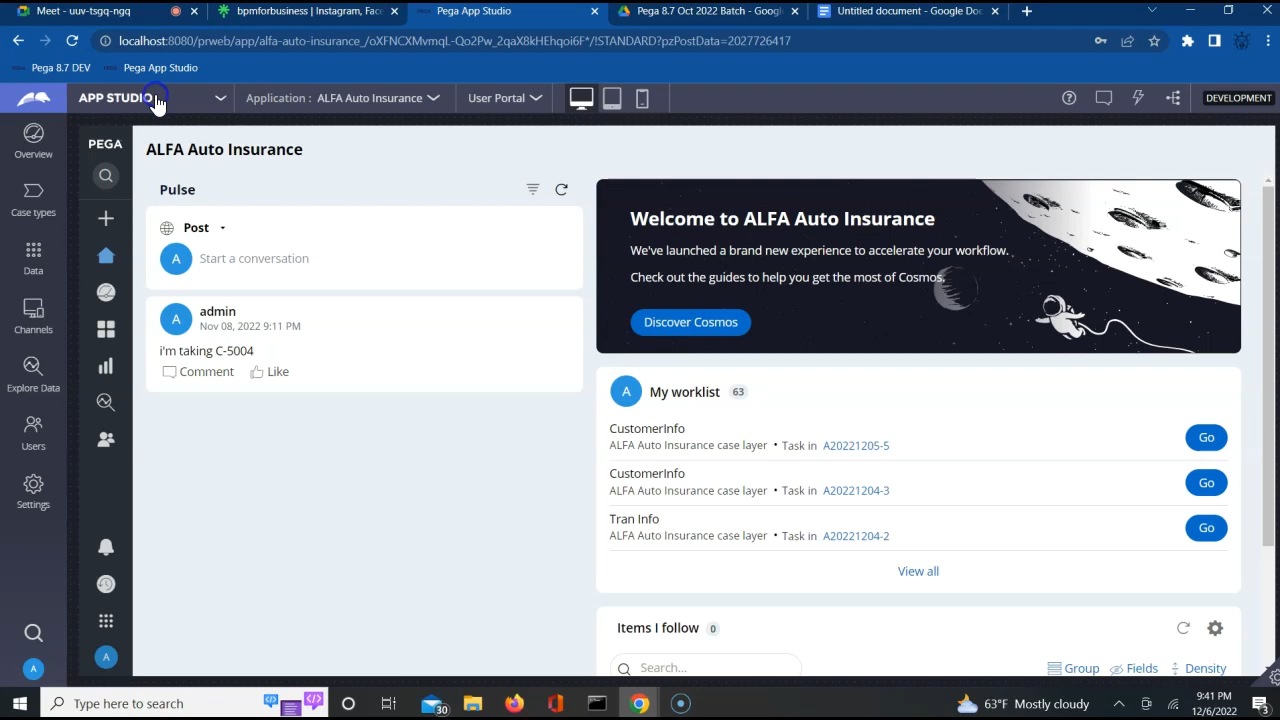 Meet - uuv-tsgq-ngq
bpmforbusiness | Instagram, Fac
Pega App Studio
Pega 8.7 Oct 2022 Batch - Googl
Untitled document - Google Doc
localhost:8080/prweb/app/alfa-auto-insurance_/oXFNCXMvmqL-Qo2Pw_2qaX8kHEhqoi6F*/!STANDARD?pzPostData=2027726417
Pega 8.7 DEV
Pega App Studio
APP STUDIO
Application : ALFA Auto Insurance
User Portal
DEVELOPMENT
Overview
Case types
Data
Channels
Explore Data
Users
Settings
A
PEGA
A
ALFA Auto Insurance
Pulse
Post
A
Start a conversation
A
admin
Nov 08, 2022 9:11 PM
i'm taking C-5004
Comment Like
Welcome to ALFA Auto Insurance
We've launched a brand new experience to accelerate your workflow.
Check out the guides to help you get the most of Cosmos.
Discover Cosmos
A My worklist 63
CustomerInfo
ALFA Auto Insurance case layer • Task in A20221205-5
Go
CustomerInfo
ALFA Auto Insurance case layer • Task in A20221204-3
Go
Tran Info
ALFA Auto Insurance case layer • Task in A20221204-2
Go
View all
Items I follow 0
Search...
Group Fields Density
Type here to search
30
63°F Mostly cloudy
9:41 PM
12/6/2022
3